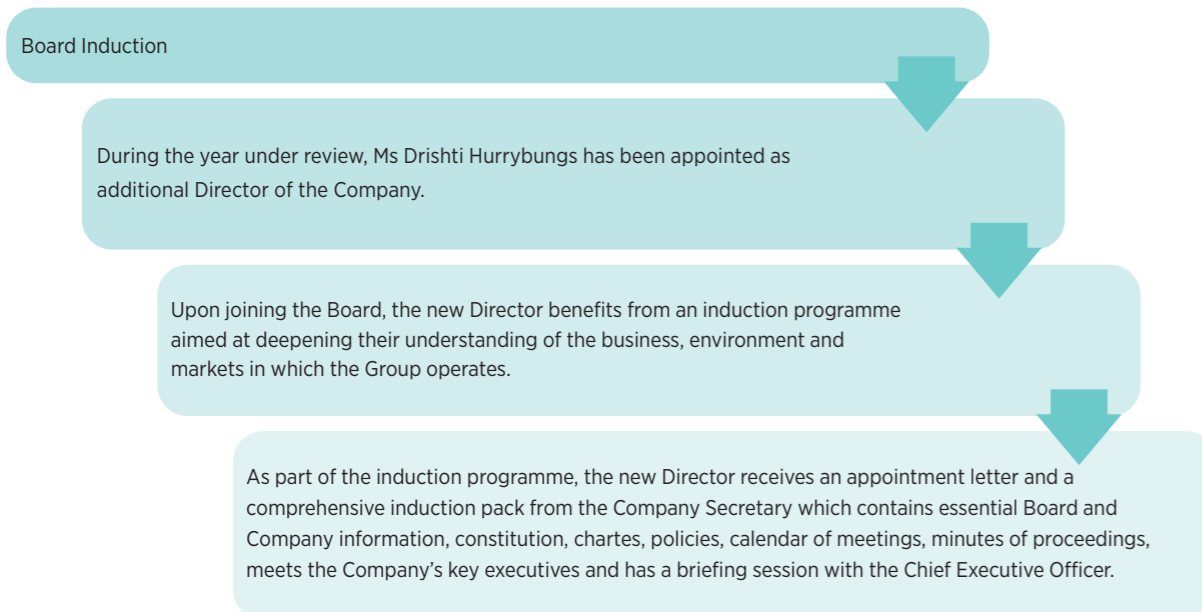 Board Induction
During the year under review, Ms Drishti Hurrybungs has been appointed as
additional Director of the Company.
Upon joining the Board, the new Director benefits from an induction programme
aimed at deepening their understanding of the business, environment and
markets in which the Group operates.
As part of the induction programme, the new Director receives an appointment letter and a
comprehensive induction pack from the Company Secretary which contains essential Board and
Company information, constitution, chartes, policies, calendar of meetings, minutes of proceedings,
meets the Company’s key executives and has a briefing session with the Chief Executive Officer.